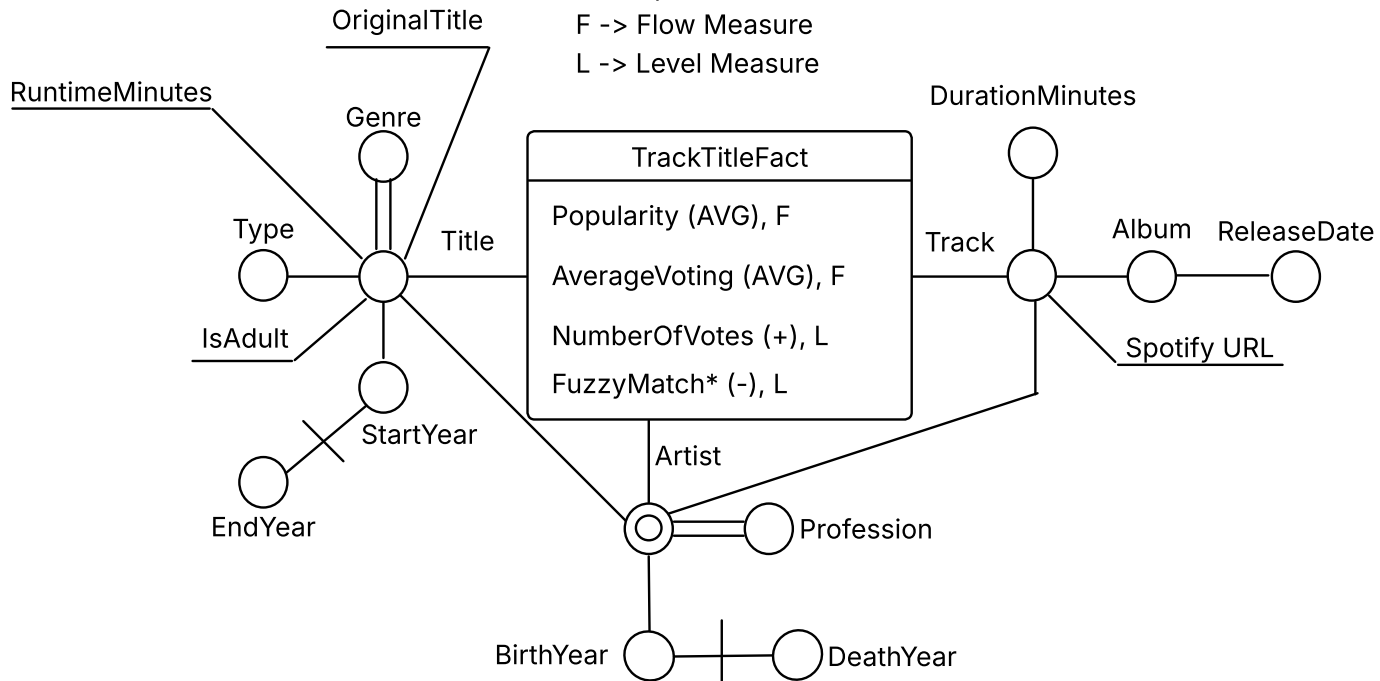 OriginalTitle
F -> Flow Measure
L -> Level Measure
RuntimeMinutes
DurationMinutes
Genre
TrackTitleFact
Popularity (AVG), F
Type
Title
Track
Album
ReleaseDate
AverageVoting (AVG), F
IsAdult
NumberOfVotes (+), L
Spotify URL
FuzzyMatch* (-), L
StartYear
Artist
EndYear
Profession
BirthYear
DeathYear